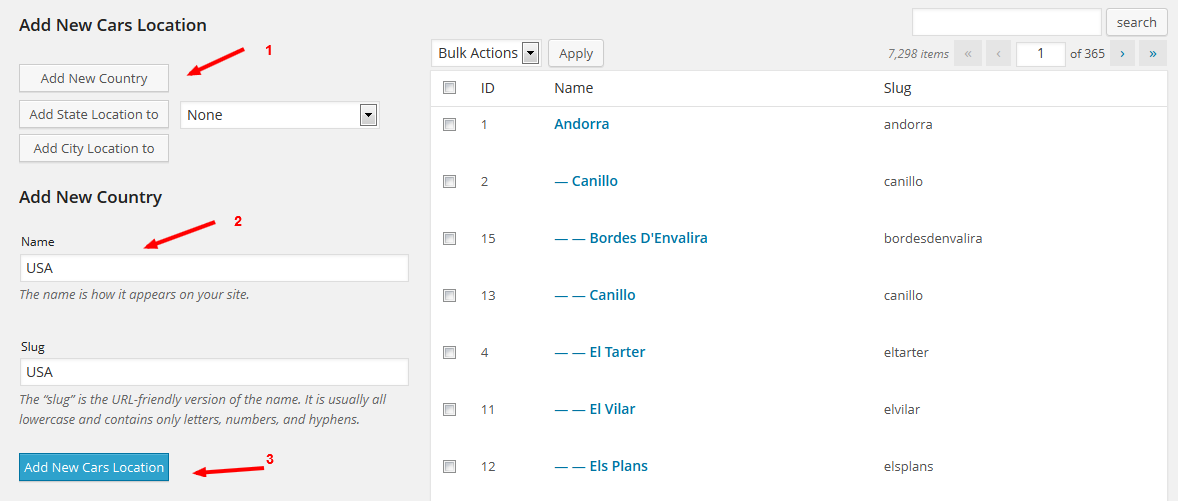 Add New Cars Location
1
Add New Country
Add State Location to None
Add City Location to
Add New Country
2
Name
USA
The name is how it appears on your site.
Slug
USA
The “slug” is the URL-friendly version of the name. It is usually all
lowercase and contains only letters, numbers, and hyphens.
Add New Cars Location
3
search
Bulk Actions Apply 7,298 items « ‹ 1 of 365 › »
ID Name Slug
1 Andorra andorra
2 — Canillo canillo
15 — — Bordes D'Envalira bordesdenvalira
13 — — Canillo canillo
4 — — El Tarter eltarter
11 — — El Vilar elvilar
12 — — Els Plans elsplans